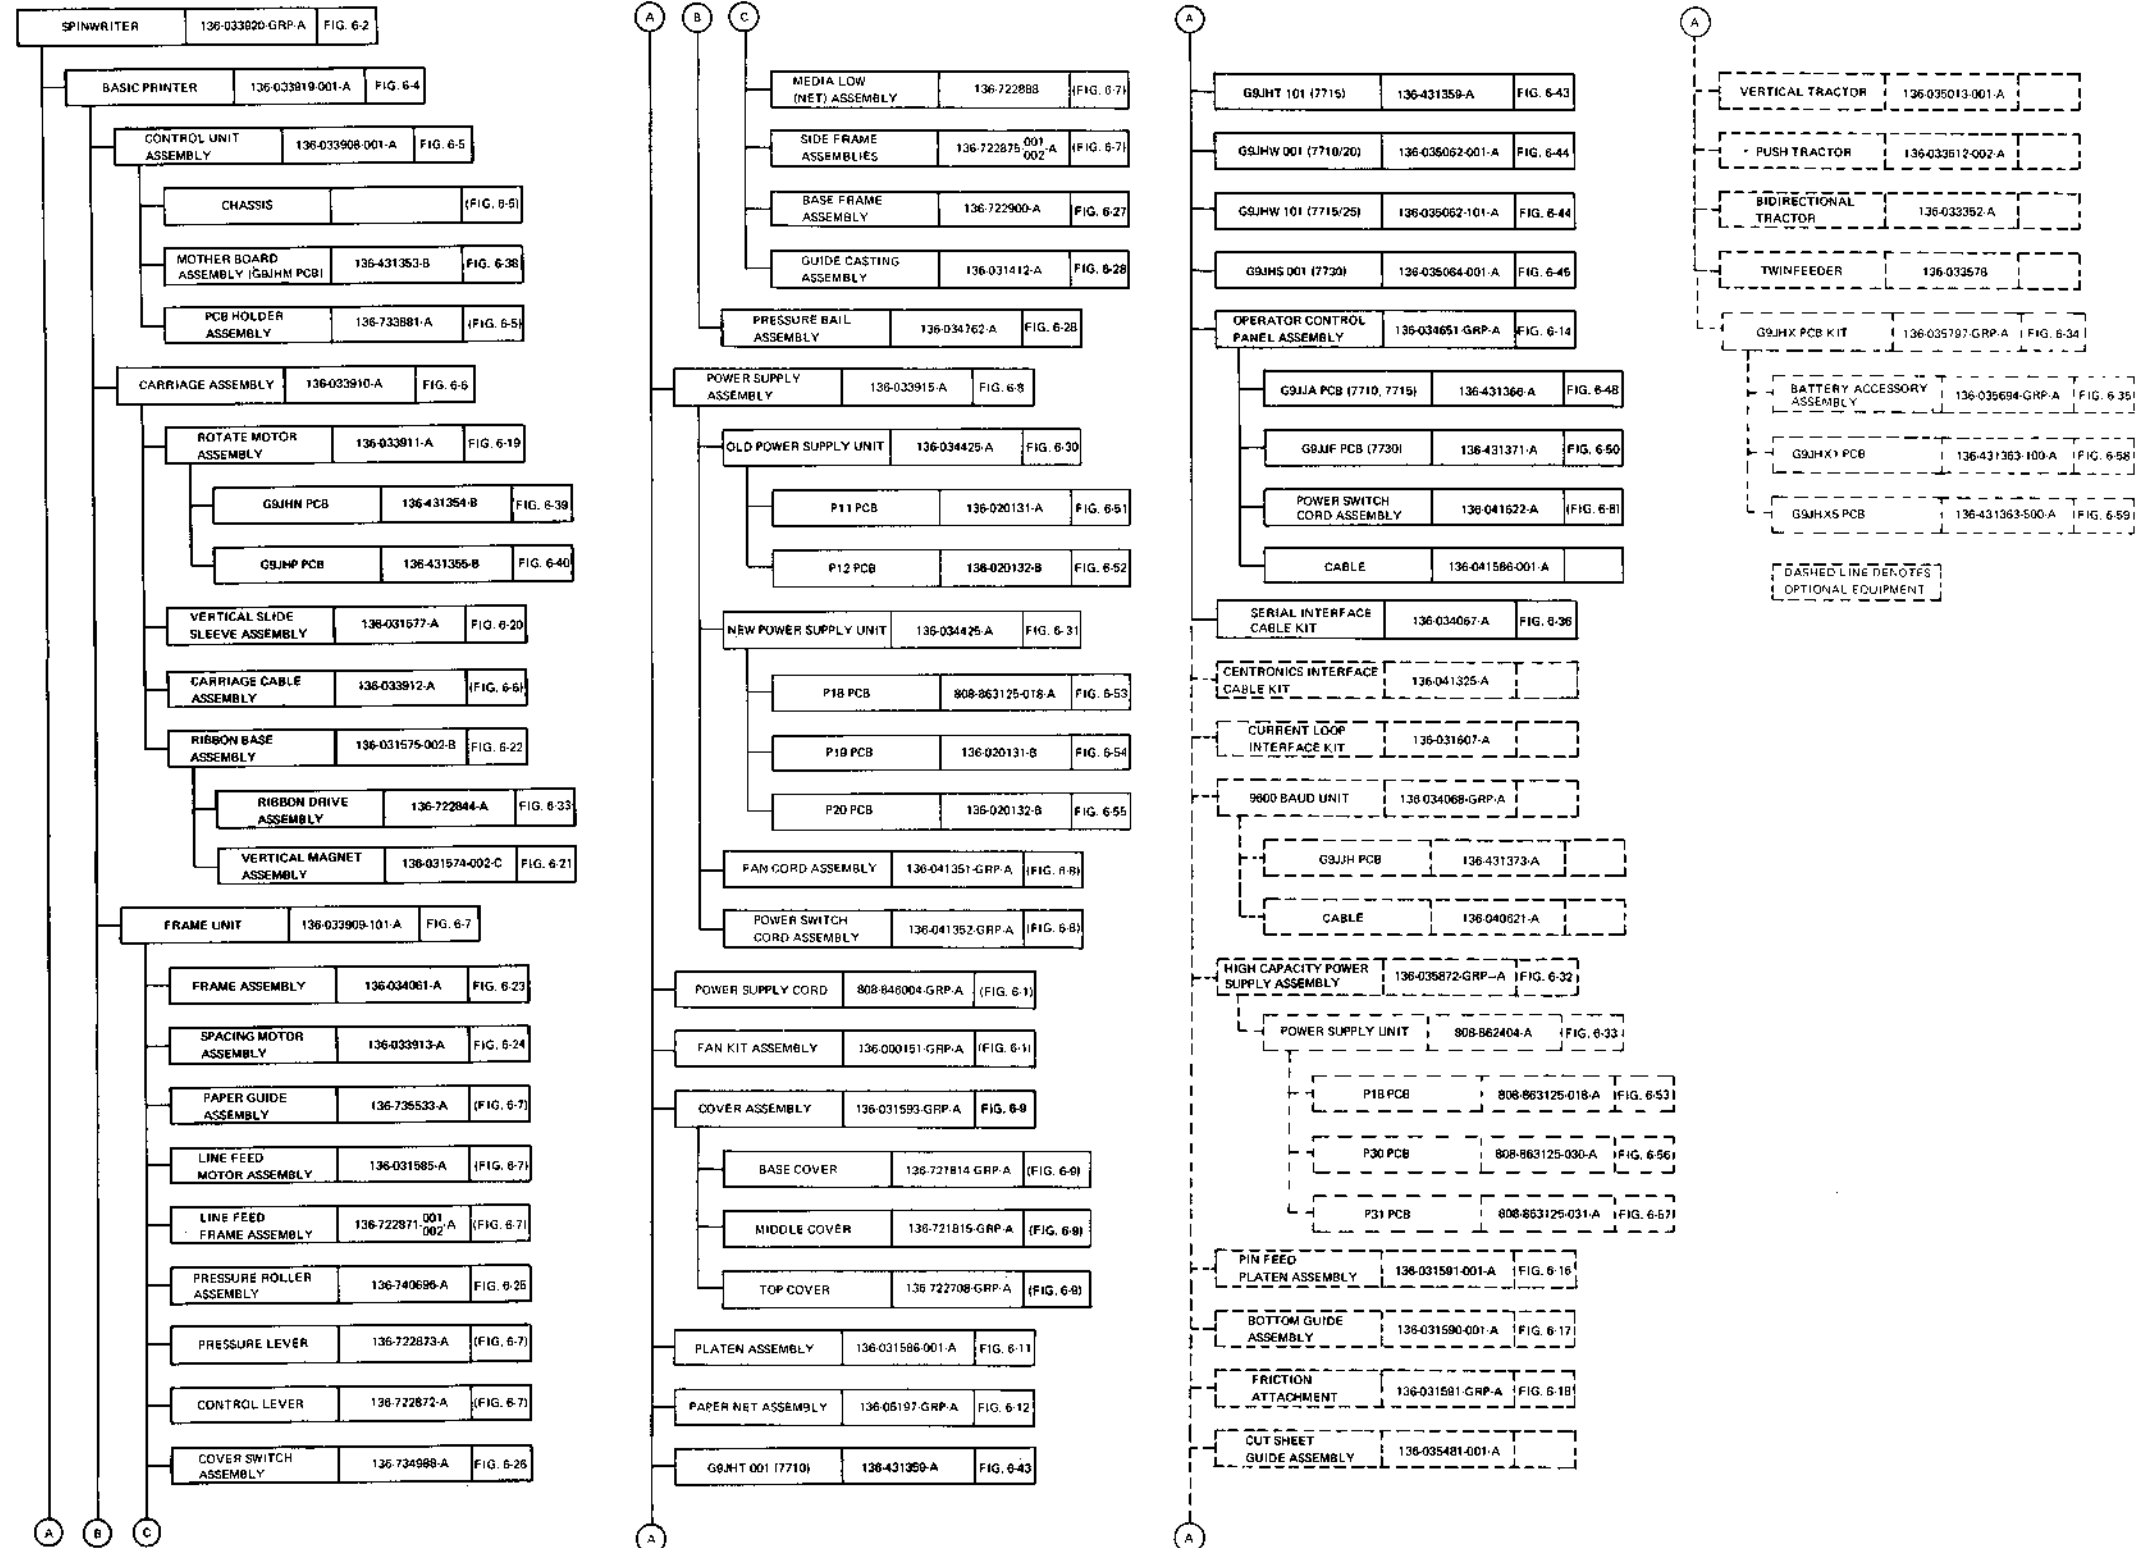 SPINWRITER 136-033920-GRP-A FIG. 6-2
BASIC PRINTER 136-033919-001-A FIG. 6-4
CONTROL UNIT
ASSEMBLY 136-033908-001-A FIG. 6-5
CHASSIS (FIG. 6-5)
MOTHER BOARD
ASSEMBLY (G9JHM PCB) 136-431353-B FIG. 6-38
PCB HOLDER
ASSEMBLY 136-733881-A (FIG. 6-5)
CARRIAGE ASSEMBLY 136-033910-A FIG. 6-6
ROTATE MOTOR
ASSEMBLY 136-033911-A FIG. 6-19
G9JHN PCB 136-431354-B FIG. 6-39
G9JHP PCB 136-431355-B FIG. 6-40
VERTICAL SLIDE
SLEEVE ASSEMBLY 136-031577-A FIG. 6-20
CARRIAGE CABLE
ASSEMBLY 136-033912-A (FIG. 6-6)
RIBBON BASE
ASSEMBLY 136-031575-002-B FIG. 6-22
RIBBON DRIVE
ASSEMBLY 136-722844-A FIG. 6-33
VERTICAL MAGNET
ASSEMBLY 136-031574-002-C FIG. 6-21
FRAME UNIT 136-033909-101-A FIG. 6-7
FRAME ASSEMBLY 136-034061-A FIG. 6-23
SPACING MOTOR
ASSEMBLY 136-033913-A FIG. 6-24
PAPER GUIDE
ASSEMBLY 136-735533-A (FIG. 6-7)
LINE FEED
MOTOR ASSEMBLY 136-031585-A (FIG. 6-7)
LINE FEED
FRAME ASSEMBLY 136-722871-001/002-A (FIG. 6-7)
PRESSURE ROLLER
ASSEMBLY 136-740696-A FIG. 6-25
PRESSURE LEVER 136-722873-A (FIG. 6-7)
CONTROL LEVER 136-722872-A (FIG. 6-7)
COVER SWITCH
ASSEMBLY 136-734988-A FIG. 6-26
A B C
A B C
MEDIA LOW
(NET) ASSEMBLY 136-722888 (FIG. 6-7)
SIDE FRAME
ASSEMBLIES 136-722875-001/002-A (FIG. 6-7)
BASE FRAME
ASSEMBLY 136-722900-A FIG. 6-27
GUIDE CASTING
ASSEMBLY 136-031412-A FIG. 6-28
PRESSURE BAIL
ASSEMBLY 136-034762-A FIG. 6-28
POWER SUPPLY
ASSEMBLY 136-033915-A FIG. 6-8
OLD POWER SUPPLY UNIT 136-034425-A FIG. 6-30
P11 PCB 136-020131-A FIG. 6-51
P12 PCB 136-020132-B FIG. 6-52
NEW POWER SUPPLY UNIT 136-034425-A FIG. 6-31
P18 PCB 808-863125-018-A FIG. 6-53
P19 PCB 136-020131-B FIG. 6-54
P20 PCB 136-020132-B FIG. 6-55
FAN CORD ASSEMBLY 136-041351-GRP-A (FIG. 6-8)
POWER SWITCH
CORD ASSEMBLY 136-041352-GRP-A (FIG. 6-8)
POWER SUPPLY CORD 808-846004-GRP-A (FIG. 6-1)
FAN KIT ASSEMBLY 136-000151-GRP-A (FIG. 6-1)
COVER ASSEMBLY 136-031593-GRP-A FIG. 6-9
BASE COVER 136-721814-GRP-A (FIG. 6-9)
MIDDLE COVER 136-721815-GRP-A (FIG. 6-9)
TOP COVER 136-722708-GRP-A (FIG. 6-9)
PLATEN ASSEMBLY 136-031586-001-A FIG. 6-11
PAPER NET ASSEMBLY 136-05197-GRP-A FIG. 6-12
G9JHT 001 (7710) 136-431359-A FIG. 6-43
A
A
G9JHT 101 (7715) 136-431359-A FIG. 6-43
G9JHW 001 (7710/20) 136-035062-001-A FIG. 6-44
G9JHW 101 (7715/25) 136-035062-101-A FIG. 6-44
G9JHS 001 (7730) 136-035064-001-A FIG. 6-45
OPERATOR CONTROL
PANEL ASSEMBLY 136-034651-GRP-A FIG. 6-14
G9JJA PCB (7710, 7715) 136-431366-A FIG. 6-48
G9JJF PCB (7730) 136-431371-A FIG. 6-50
POWER SWITCH
CORD ASSEMBLY 136-041622-A (FIG. 6-8)
CABLE 136-041586-001-A
SERIAL INTERFACE
CABLE KIT 136-034067-A FIG. 6-36
CENTRONICS INTERFACE
CABLE KIT 136-041325-A
CURRENT LOOP
INTERFACE KIT 136-031607-A
9600 BAUD UNIT 136-034068-GRP-A
G9JJH PCB 136-431373-A
CABLE 136-040621-A
HIGH CAPACITY POWER
SUPPLY ASSEMBLY 136-035872-GRP-A FIG. 6-32
POWER SUPPLY UNIT 808-862404-A FIG. 6-33
P18 PCB 808-863125-018-A FIG. 6-53
P30 PCB 808-863125-030-A FIG. 6-56
P31 PCB 808-863125-031-A FIG. 6-57
PIN FEED
PLATEN ASSEMBLY 136-031591-001-A FIG. 6-16
BOTTOM GUIDE
ASSEMBLY 136-031590-001-A FIG. 6-17
FRICTION
ATTACHMENT 136-031591-GRP-A FIG. 6-18
CUT SHEET
GUIDE ASSEMBLY 136-035481-001-A
A
A
VERTICAL TRACTOR 136-035013-001-A
PUSH TRACTOR 136-033612-002-A
BIDIRECTIONAL
TRACTOR 136-033352-A
TWINFEEDER 136-033578
G9JHX PCB KIT 136-035797-GRP-A FIG. 6-34
BATTERY ACCESSORY
ASSEMBLY 136-035694-GRP-A FIG. 6-35
G9JHX1 PCB 136-431363-100-A FIG. 6-58
G9JHX5 PCB 136-431363-500-A FIG. 6-59
DASHED LINE DENOTES
OPTIONAL EQUIPMENT